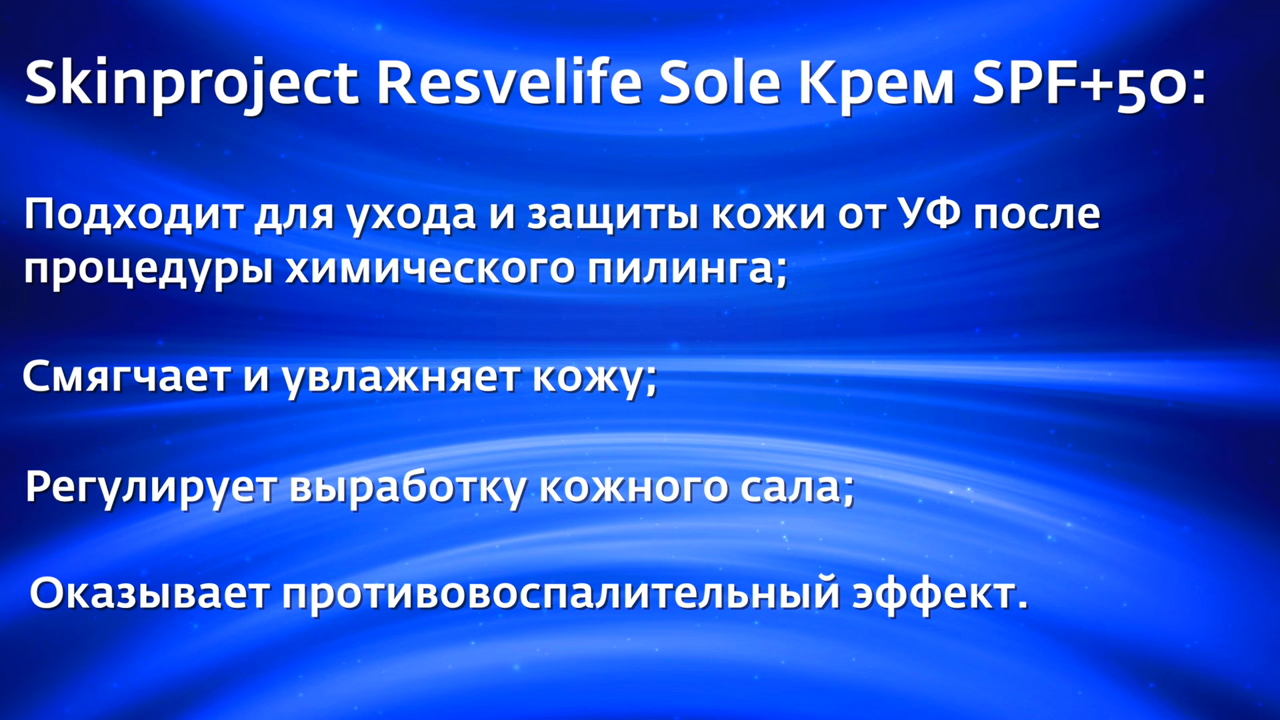 Skinproject Resvelife Sole Крем SPF+50:
Подходит для ухода и защиты кожи от УФ после
процедуры химического пилинга;
Смягчает и увлажняет кожу;
Регулирует выработку кожного сала;
Оказывает противовоспалительный эффект.